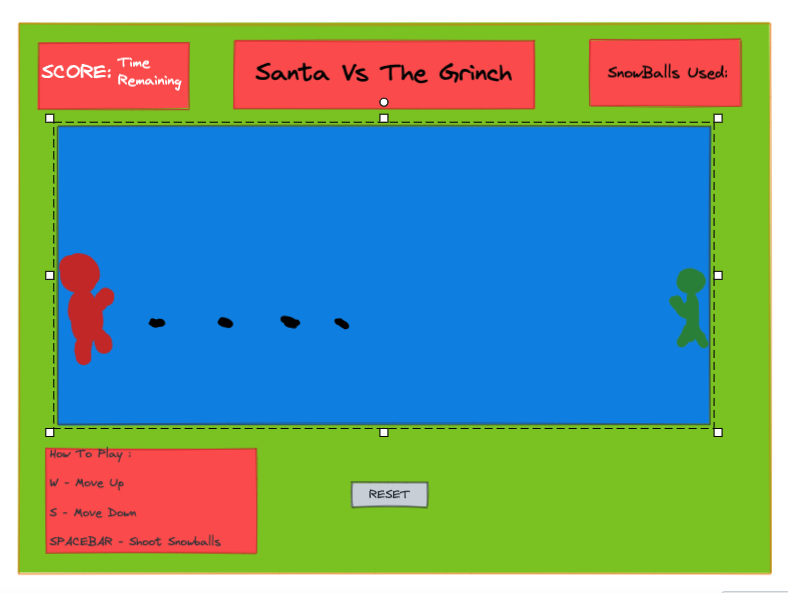 SCORE: Time
Remaining
Santa Vs The Grinch
SnowBalls Used:
How To Play :
W - Move Up
S - Move Down
SPACEBAR - Shoot Snowballs
RESET